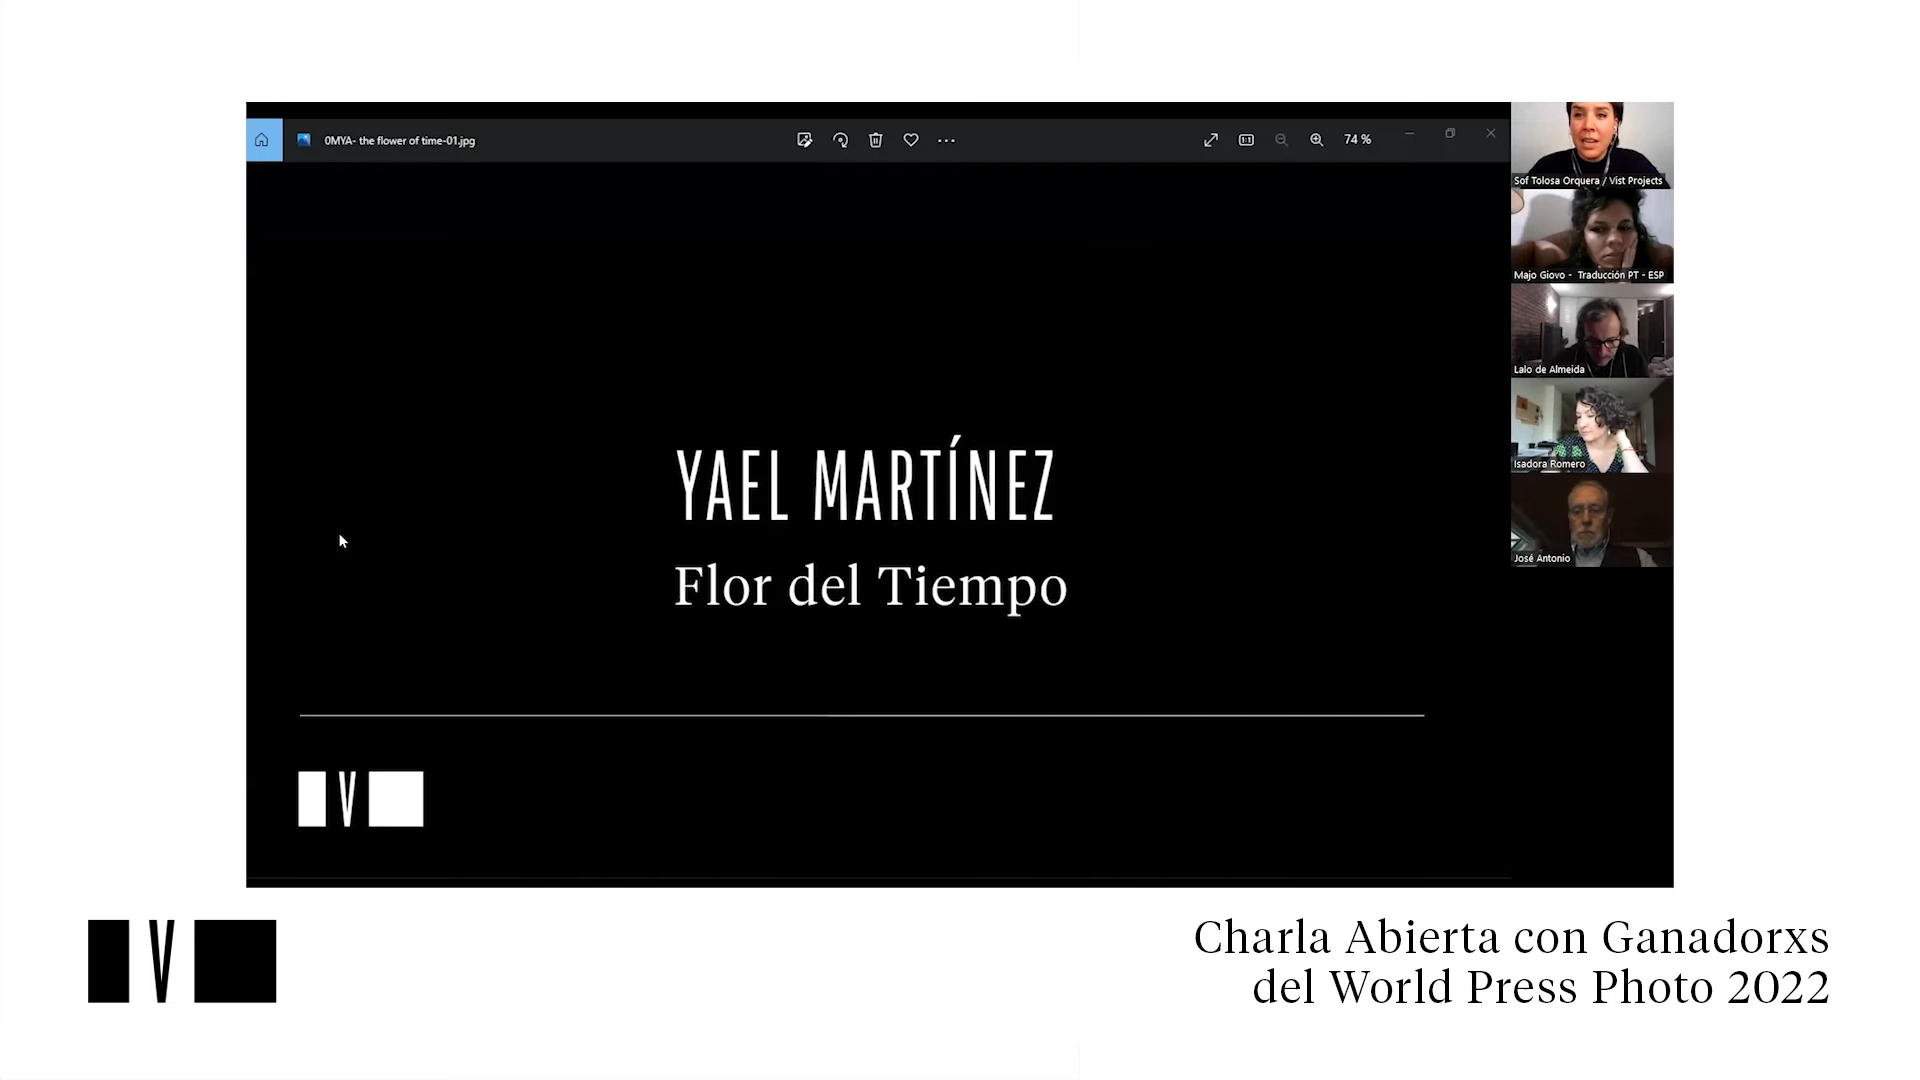 0MYA- the flower of time-01.jpg
1:1
74 %
Sof Tolosa Orquera / Vist Projects
Majo Giovo - Traducción PT - ESP
Lalo de Almeida
Isadora Romero
José Antonio
YAEL MARTÍNEZ
Flor del Tiempo
V
V
Charla Abierta con Ganadorxs
del World Press Photo 2022